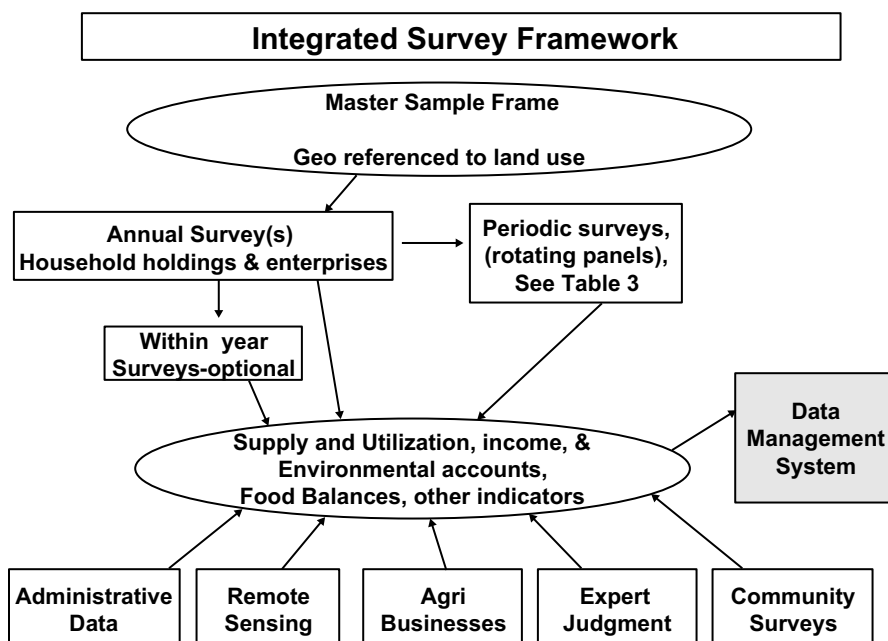 Integrated Survey Framework
Master Sample Frame
Geo referenced to land use
Annual Survey(s)
Household holdings & enterprises
Periodic surveys,
(rotating panels),
See Table 3
Within year
Surveys-optional
Data
Management
System
Supply and Utilization, income, &
Environmental accounts,
Food Balances, other indicators
Administrative
Data
Remote
Sensing
Agri
Businesses
Expert
Judgment
Community
Surveys